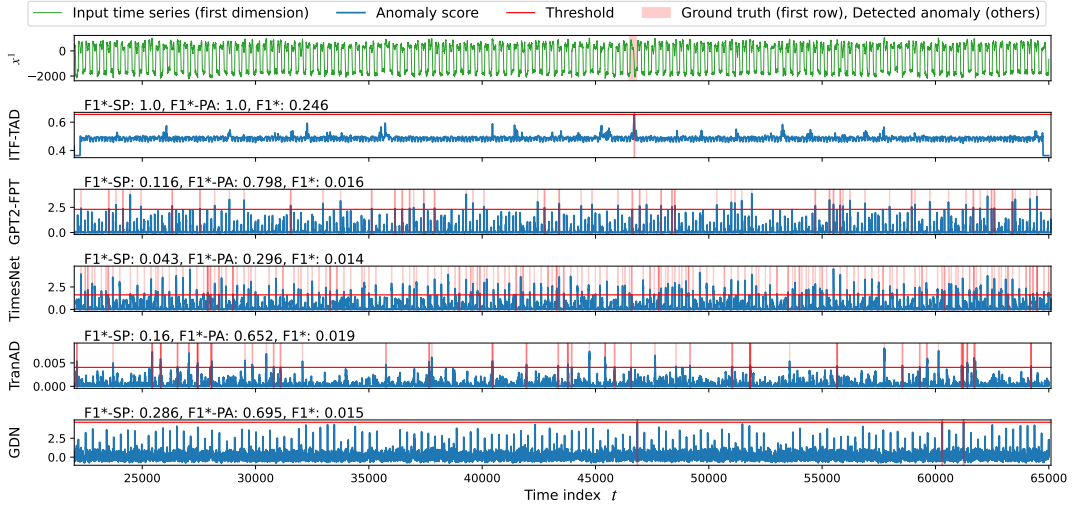 Input time series (first dimension) Anomaly score Threshold Ground truth (first row), Detected anomaly (others)
x¹
0
−2000
F1*-SP: 1.0, F1*-PA: 1.0, F1*: 0.246
ITF-TAD
0.6
0.4
F1*-SP: 0.116, F1*-PA: 0.798, F1*: 0.016
GPT2-FPT
2.5
0.0
F1*-SP: 0.043, F1*-PA: 0.296, F1*: 0.014
TimesNet
2.5
0.0
F1*-SP: 0.16, F1*-PA: 0.652, F1*: 0.019
TranAD
0.005
0.000
F1*-SP: 0.286, F1*-PA: 0.695, F1*: 0.015
GDN
2.5
0.0
25000 30000 35000 40000 45000 50000 55000 60000 65000
Time index t